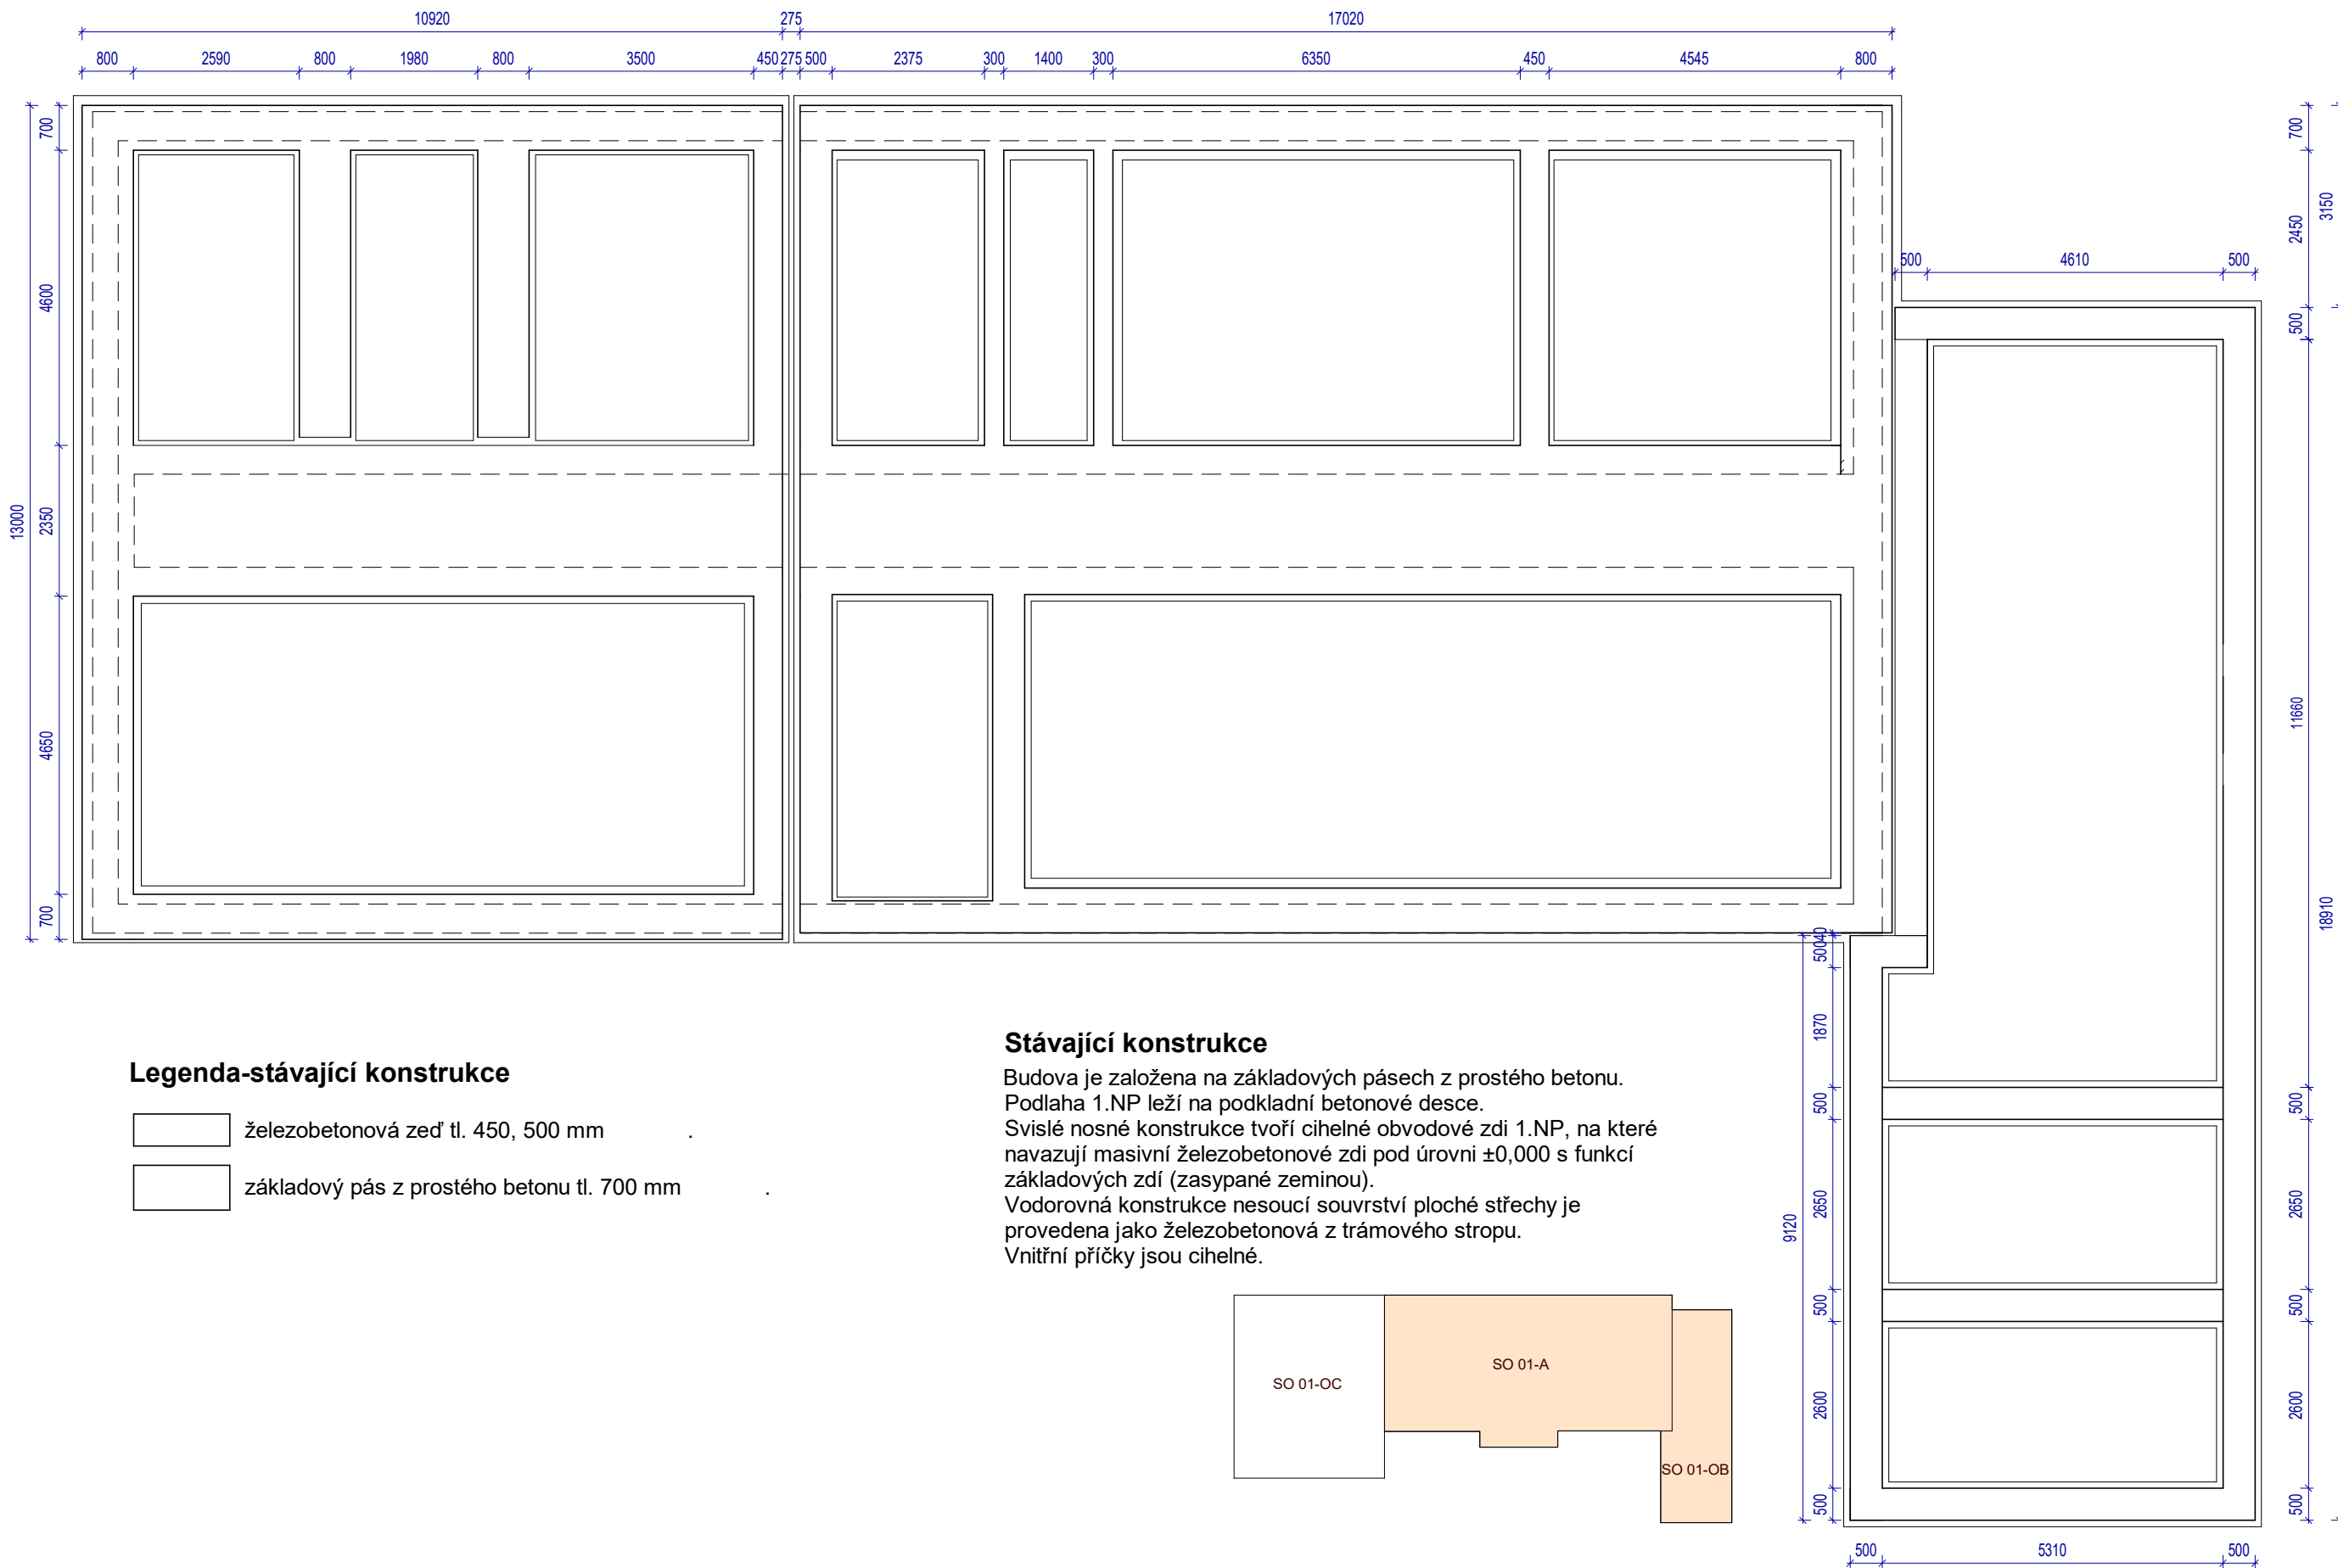 10920 275 17020
800 2590 800 1980 800 3500 450 275 500 2375 300 1400 300 6350 450 4545 800
700
4600
2350
4650
700
13000
700
2450
3150
500 4610 500
500
11660
18910
500
2650
500
2600
500
50040
1870
500
2650
9120
500
2600
500
500 5310 500
Legenda-stávající konstrukce
železobetonová zeď tl. 450, 500 mm .
základový pás z prostého betonu tl. 700 mm .
Stávající konstrukce
Budova je založena na základových pásech z prostého betonu.
Podlaha 1.NP leží na podkladní betonové desce.
Svislé nosné konstrukce tvoří cihelné obvodové zdi 1.NP, na které
navazují masivní železobetonové zdi pod úrovni ±0,000 s funkcí
základových zdí (zasypané zeminou).
Vodorovná konstrukce nesoucí souvrství ploché střechy je
provedena jako železobetonová z trámového stropu.
Vnitřní příčky jsou cihelné.
SO 01-OC
SO 01-A
SO 01-OB